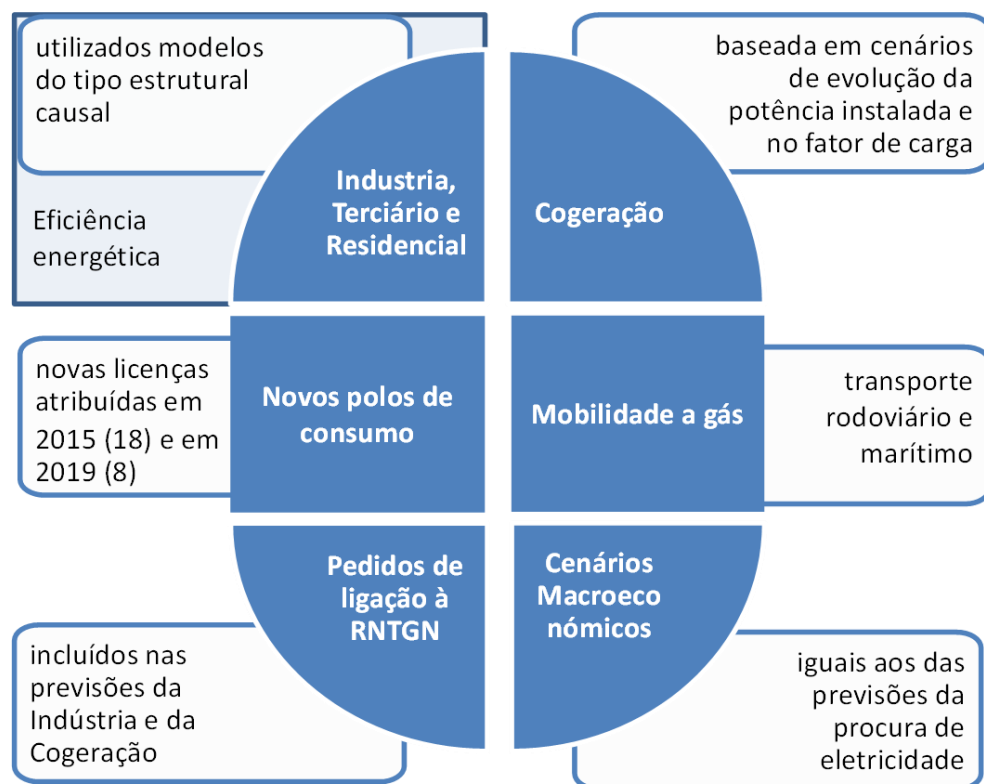 utilizados modelos
do tipo estrutural
causal
Eficiência
energética
Industria,
Terciário e
Residencial
baseada em cenários
de evolução da
potência instalada e
no fator de carga
Cogeração
novas licenças
atribuídas em
2015 (18) e em
2019 (8)
Novos polos de
consumo
Mobilidade a gás
transporte
rodoviário e
marítimo
Pedidos de
ligação à
RNTGN
incluídos nas
previsões da
Indústria e da
Cogeração
Cenários
Macroeco
nómicos
iguais aos das
previsões da
procura de
eletricidade